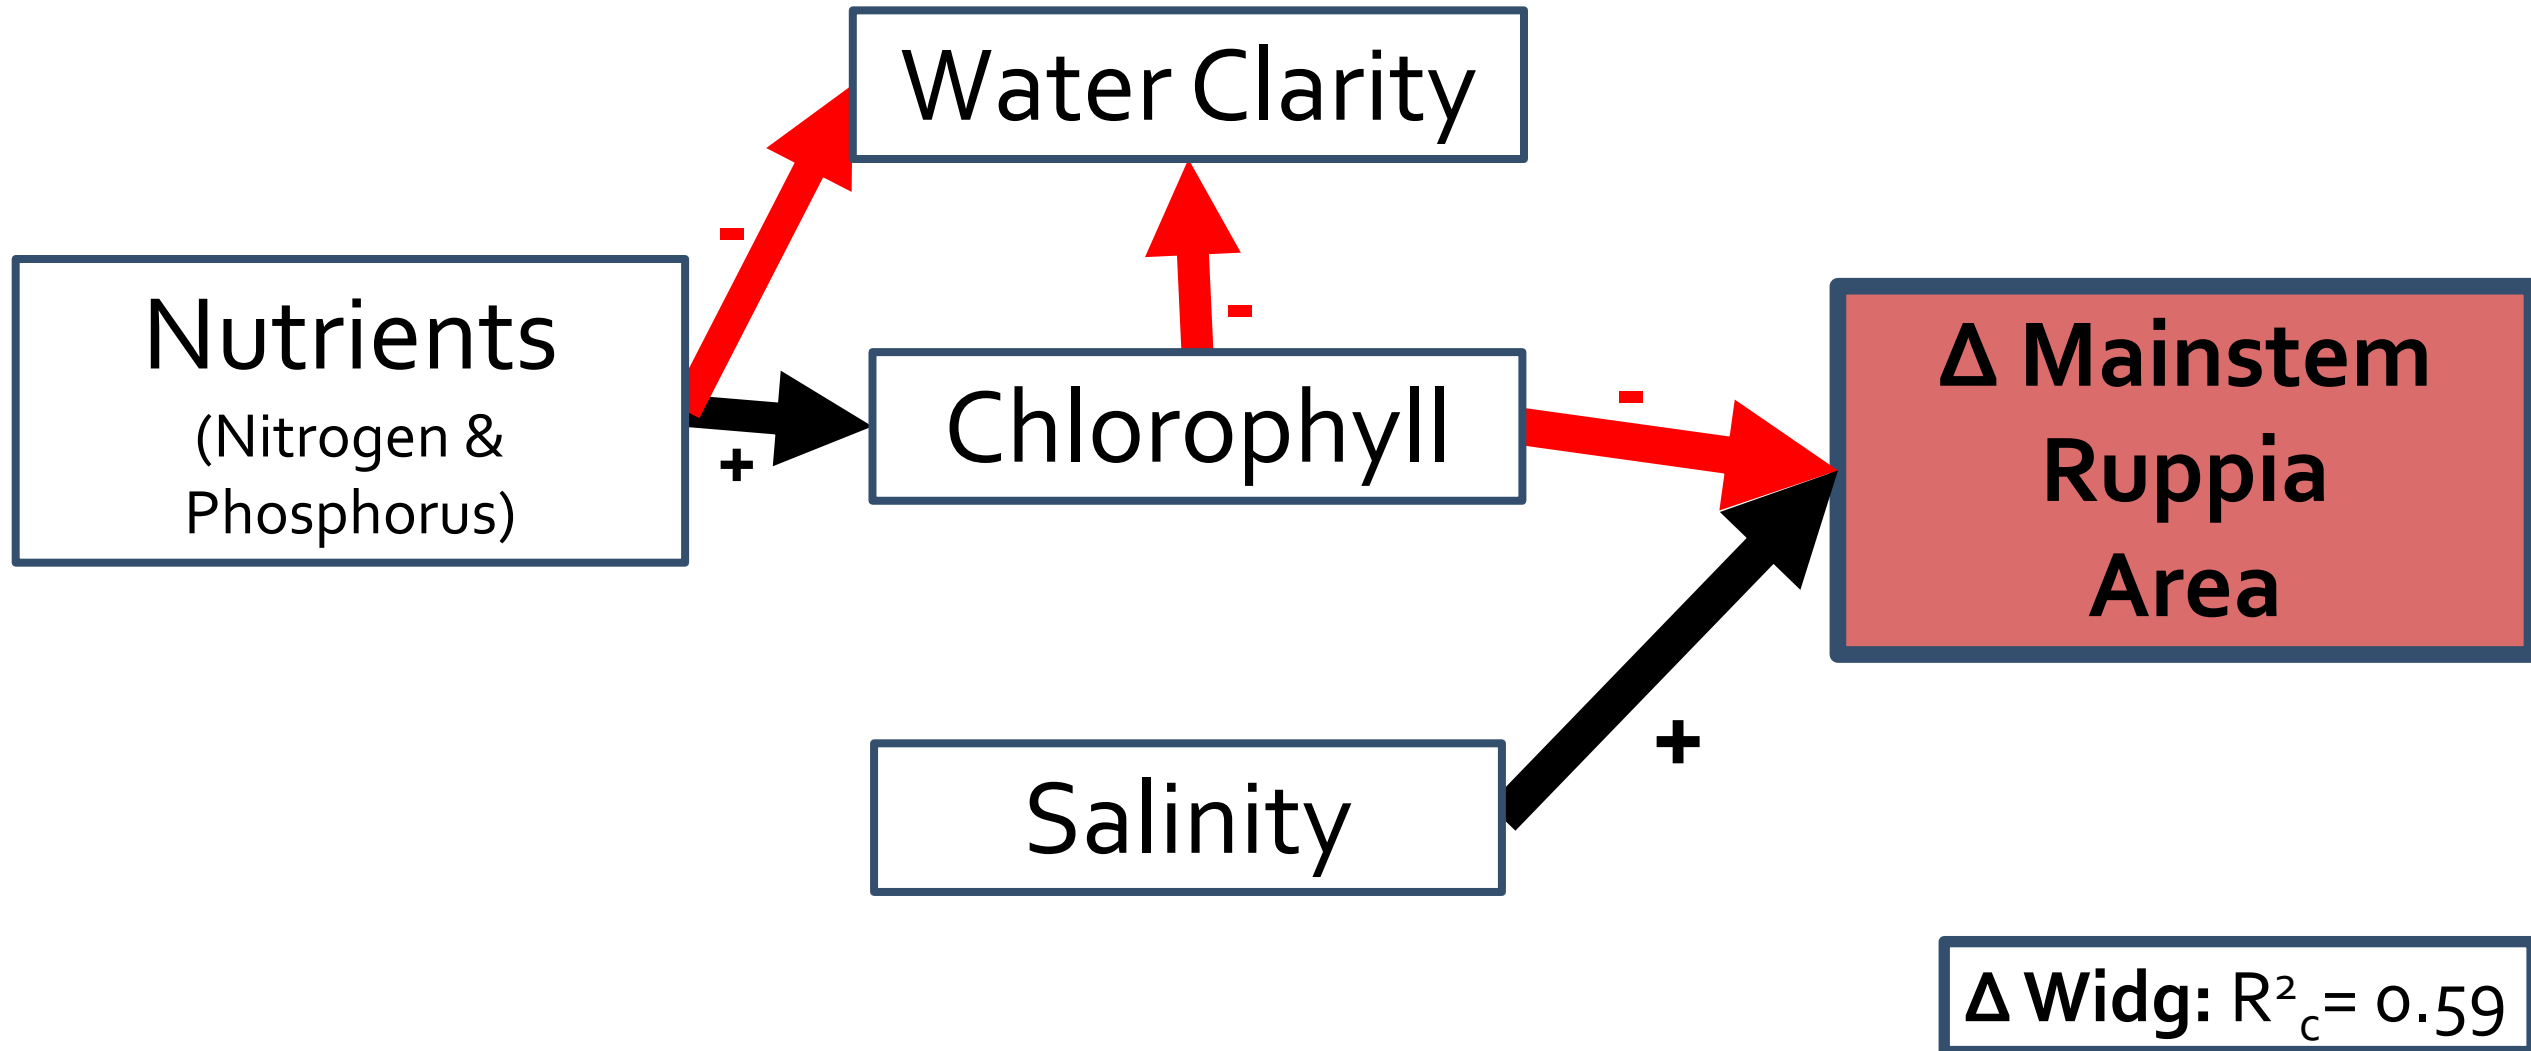 Water Clarity
-
-
Nutrients
(Nitrogen &
Phosphorus)
+
Chlorophyll
-
Δ Mainstem
Ruppia
Area
+
Salinity
Δ Widg: R²c= 0.59